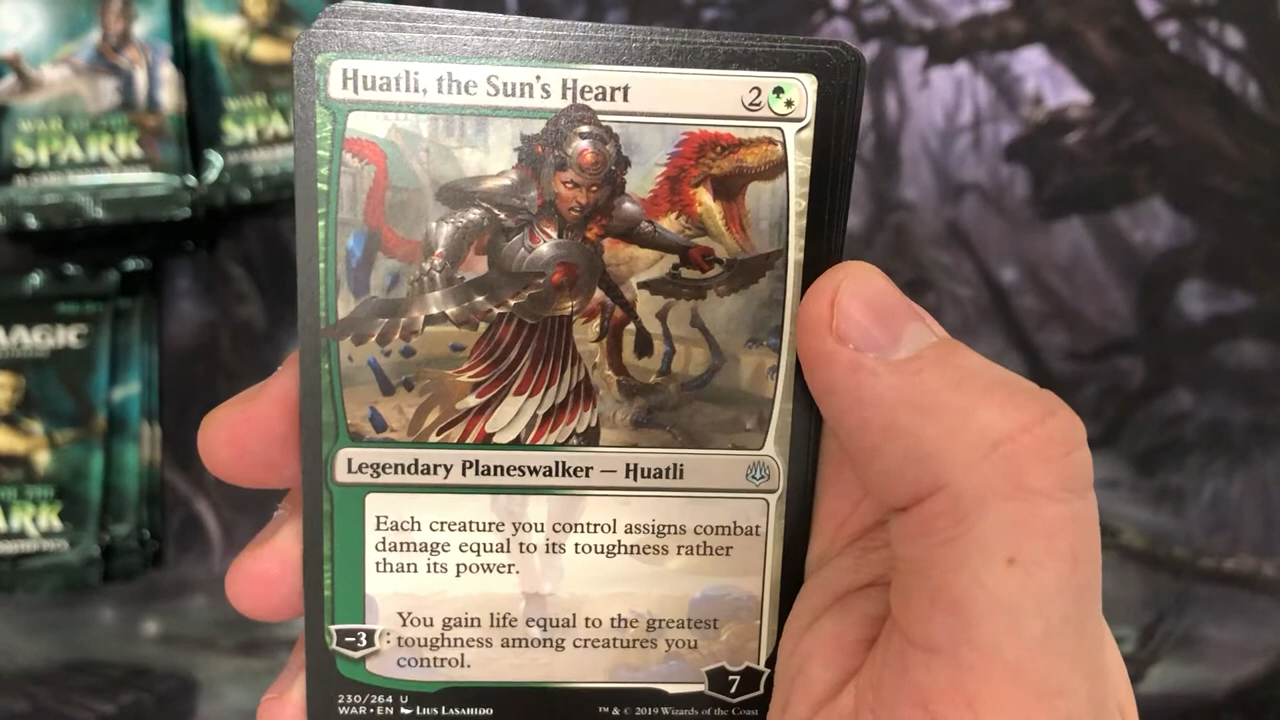 Huatli, the Sun's Heart
2
Legendary Planeswalker — Huatli
Each creature you control assigns combat
damage equal to its toughness rather
than its power.
−3 : You gain life equal to the greatest
toughness among creatures you
control.
7
230/264 U
WAR • EN Lius Lasahido
™ & © 2019 Wizards of the Coast
SPARK
SPA
MAGIC
ARK